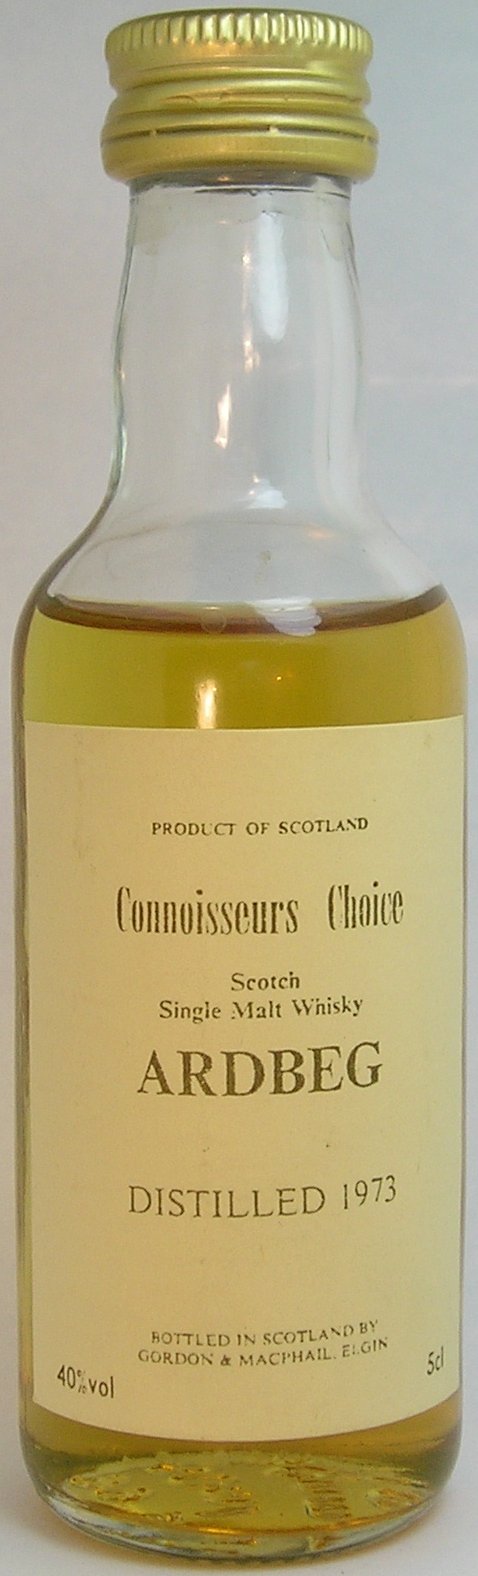 PRODUCT OF SCOTLAND
Connoisseurs Choice
Scotch
Single Malt Whisky
ARDBEG
DISTILLED 1973
BOTTLED IN SCOTLAND BY
GORDON & MACPHAIL, ELGIN
40%vol
5cl